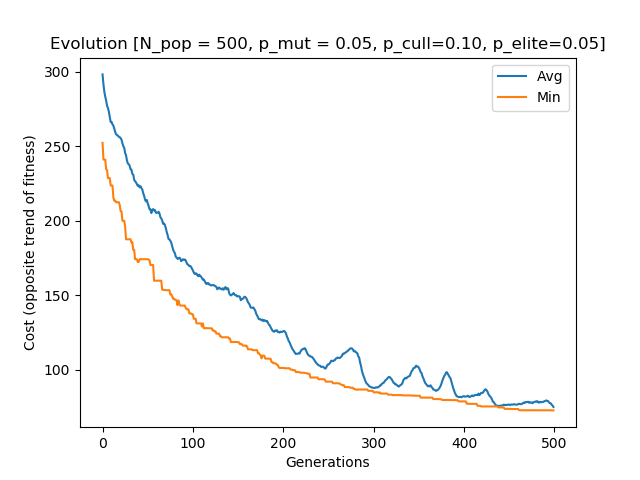 Evolution [N_pop = 500, p_mut = 0.05, p_cull=0.10, p_elite=0.05]
300
250
200
150
100
Cost (opposite trend of fitness)
Avg
Min
0 100 200 300 400 500
Generations